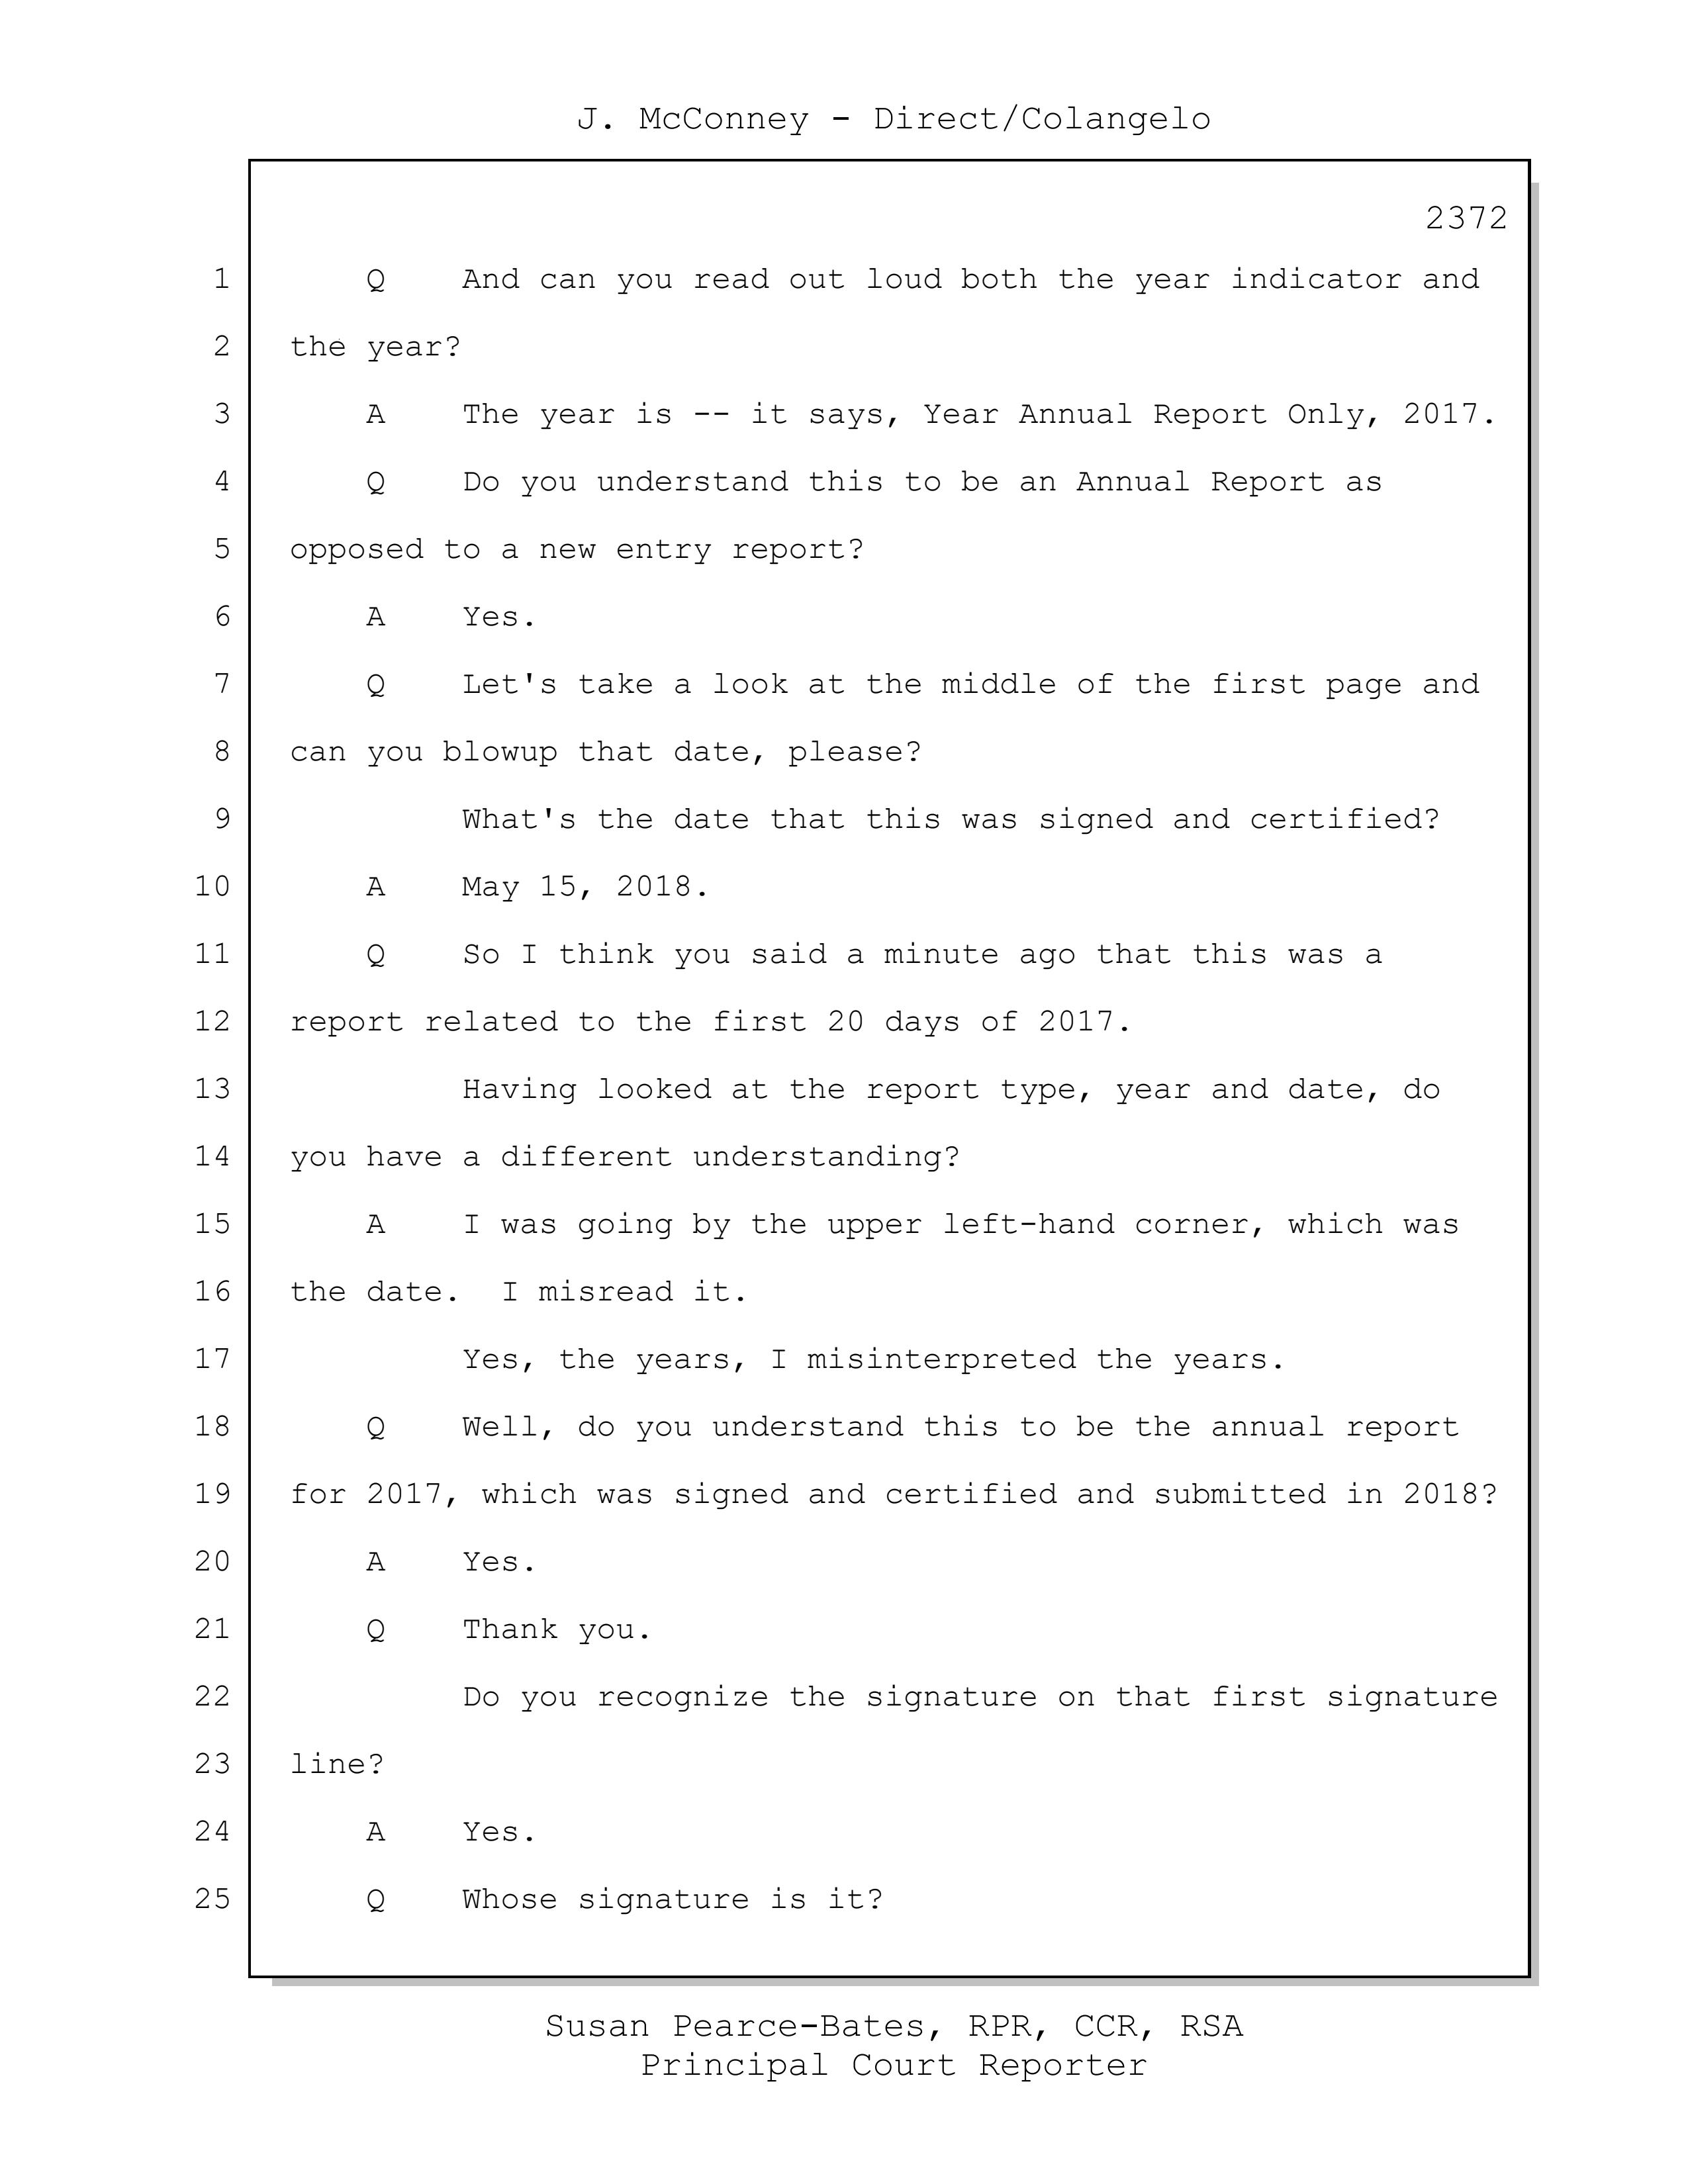 J. McConney - Direct/Colangelo
2372
1 Q And can you read out loud both the year indicator and
2 the year?
3 A The year is -- it says, Year Annual Report Only, 2017.
4 Q Do you understand this to be an Annual Report as
5 opposed to a new entry report?
6 A Yes.
7 Q Let's take a look at the middle of the first page and
8 can you blowup that date, please?
9 What's the date that this was signed and certified?
10 A May 15, 2018.
11 Q So I think you said a minute ago that this was a
12 report related to the first 20 days of 2017.
13 Having looked at the report type, year and date, do
14 you have a different understanding?
15 A I was going by the upper left-hand corner, which was
16 the date. I misread it.
17 Yes, the years, I misinterpreted the years.
18 Q Well, do you understand this to be the annual report
19 for 2017, which was signed and certified and submitted in 2018?
20 A Yes.
21 Q Thank you.
22 Do you recognize the signature on that first signature
23 line?
24 A Yes.
25 Q Whose signature is it?
Susan Pearce-Bates, RPR, CCR, RSA
Principal Court Reporter